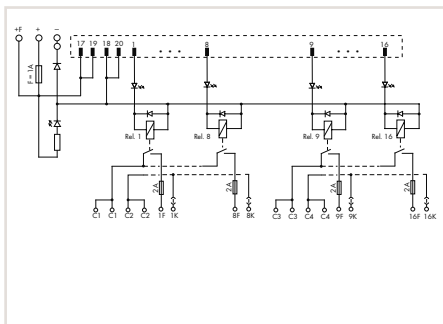 +F + −
17 19 18 20 1 8 9 16
F = 1A
Rel. 1 Rel. 8 Rel. 9 Rel. 16
2A 2A 2A 2A
C1 C1 C2 C2 1F 1K 8F 8K C3 C3 C4 C4 9F 9K 16F 16K